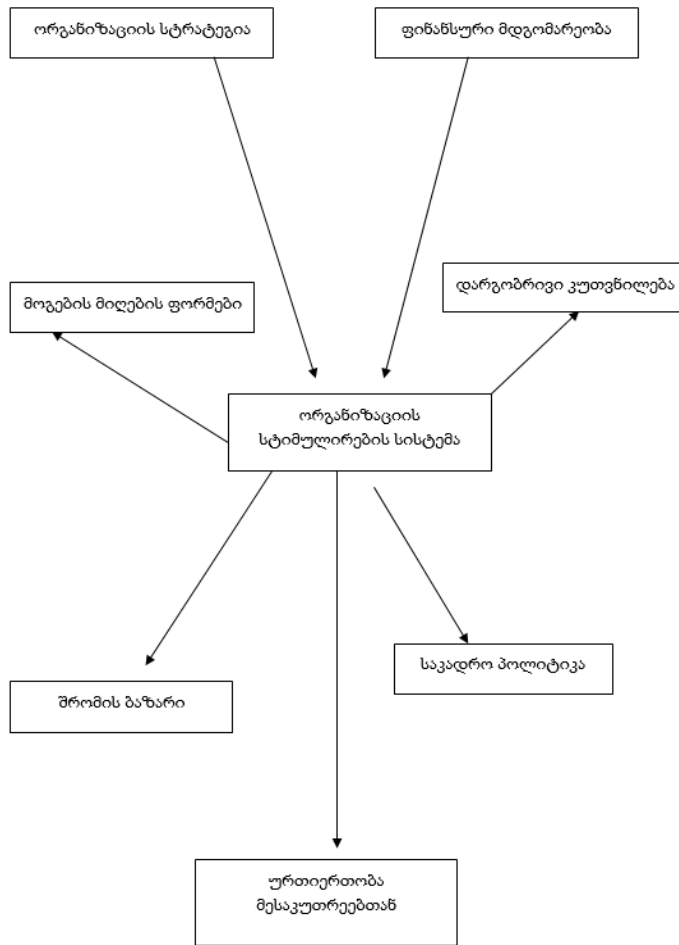 ორგანიზაციის სტრატეგია
ფინანსური მდგომარეობა
დარგობრივი კუთვნილება
მოგების მიღების ფორმები
ორგანიზაციის
სტიმულირების სისტემა
საკადრო პოლიტიკა
შრომის ბაზარი
ურთიერთობა
მესაკუთრეებთან